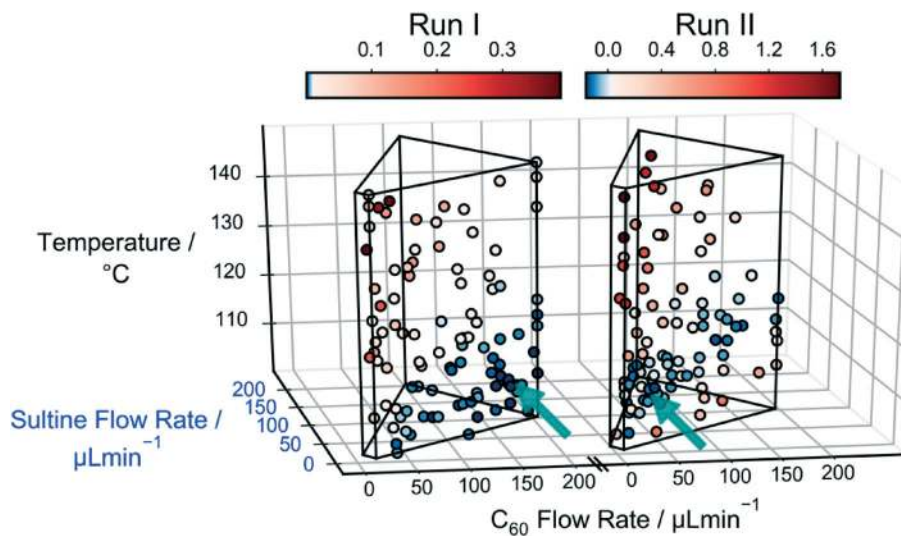 Run I
Run II
0.1 0.2 0.3
0.0 0.4 0.8 1.2 1.6
Temperature /
°C
140
130
120
110
Sultine Flow Rate /
μLmin⁻¹
200
150
100
50
0
0 50 100 150 200
0 50 100 150 200
C₆₀ Flow Rate / μLmin⁻¹